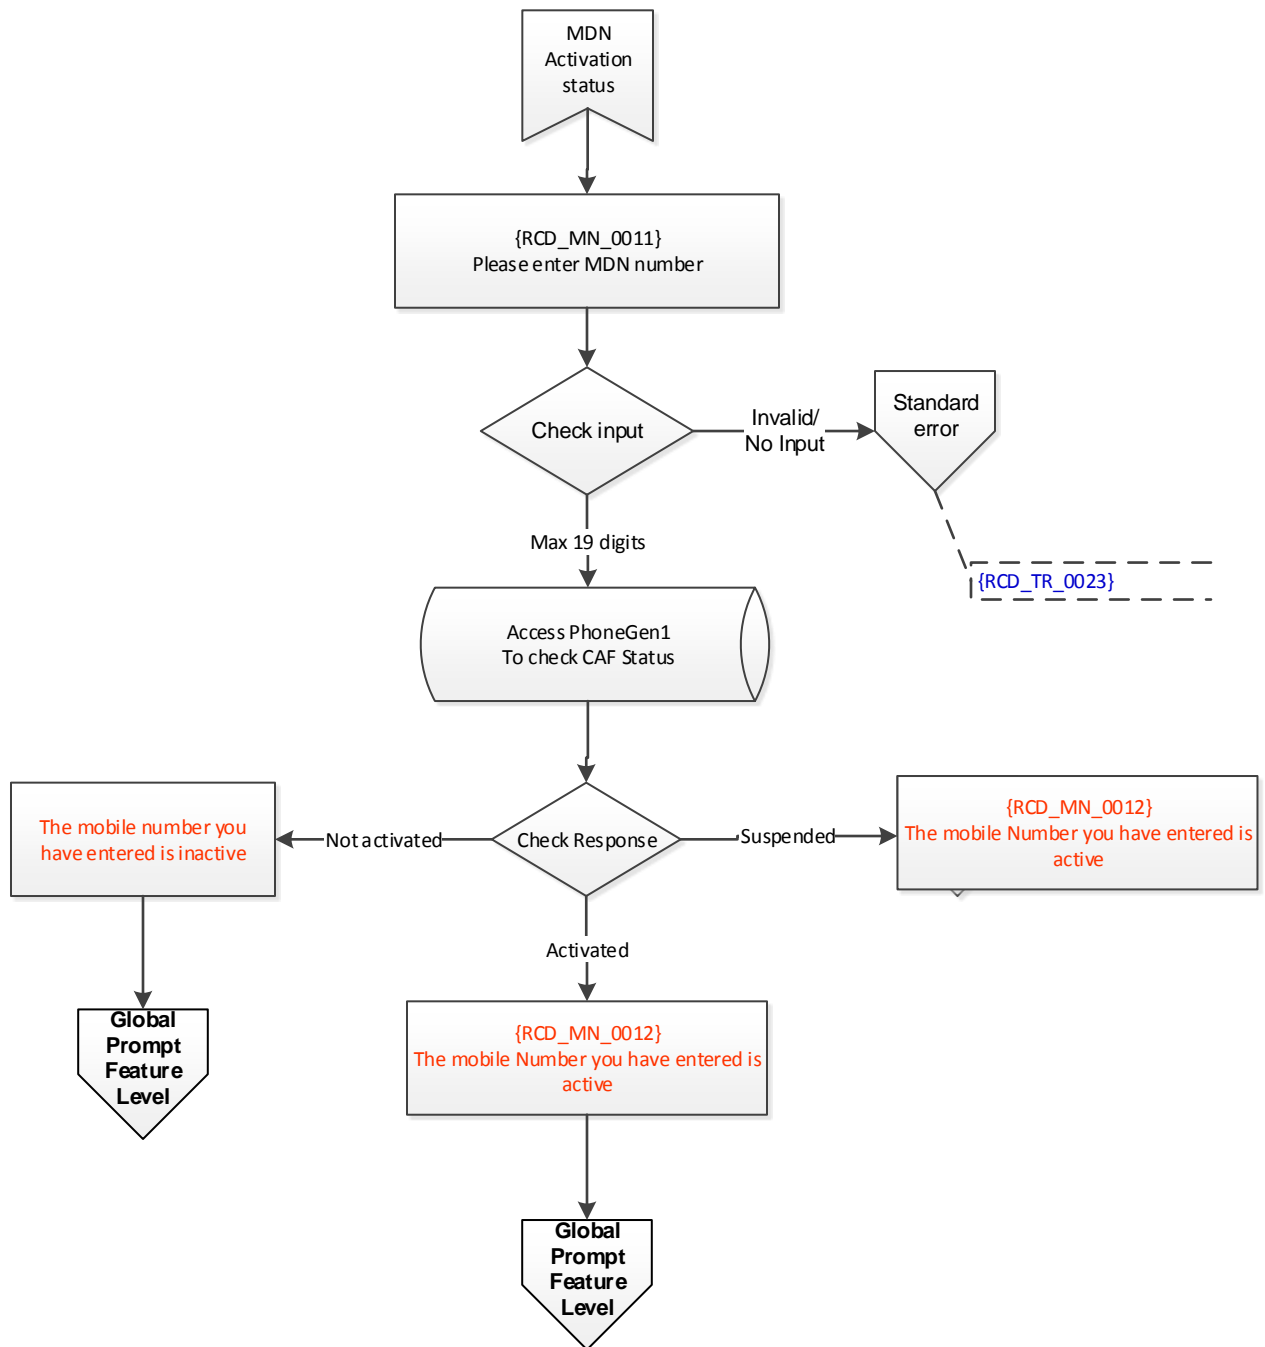 MDN
Activation
status
{RCD_MN_0011}
Please enter MDN number
Check input
Invalid/
No Input
Standard
error
{RCD_TR_0023}
Max 19 digits
Access PhoneGen1
To check CAF Status
The mobile number you
have entered is inactive
Not activated
Check Response
Suspended
{RCD_MN_0012}
The mobile Number you have entered is
active
Activated
Global
Prompt
Feature
Level
{RCD_MN_0012}
The mobile Number you have entered is
active
Global
Prompt
Feature
Level